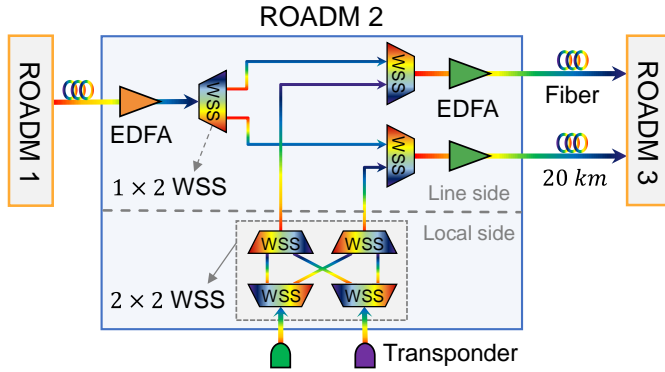 ROADM 2
ROADM 1
EDFA
WSS
1 × 2 WSS
WSS
EDFA
WSS
Fiber
20 km
ROADM 3
Line side
Local side
WSS
WSS
2 × 2 WSS
WSS
WSS
Transponder